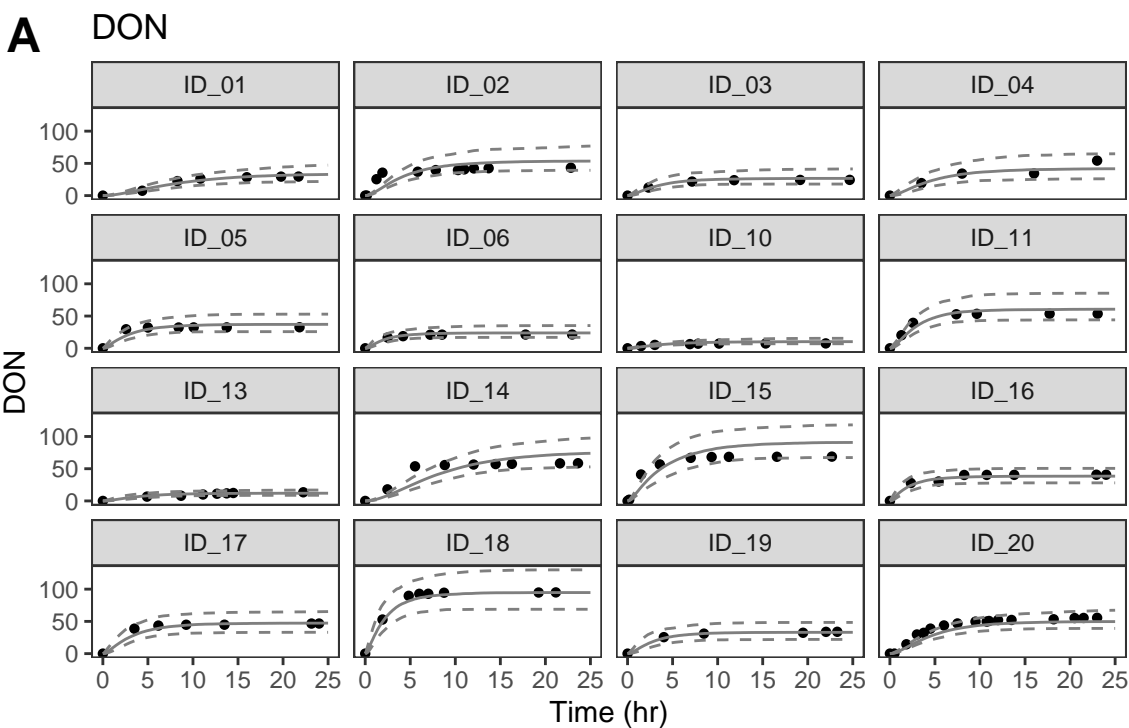 A DON
ID_01 ID_02 ID_03 ID_04
100
50
0
ID_05 ID_06 ID_10 ID_11
100
50
0
DON
ID_13 ID_14 ID_15 ID_16
100
50
0
ID_17 ID_18 ID_19 ID_20
100
50
0
0 5 10 15 20 25 0 5 10 15 20 25 0 5 10 15 20 25 0 5 10 15 20 25
Time (hr)